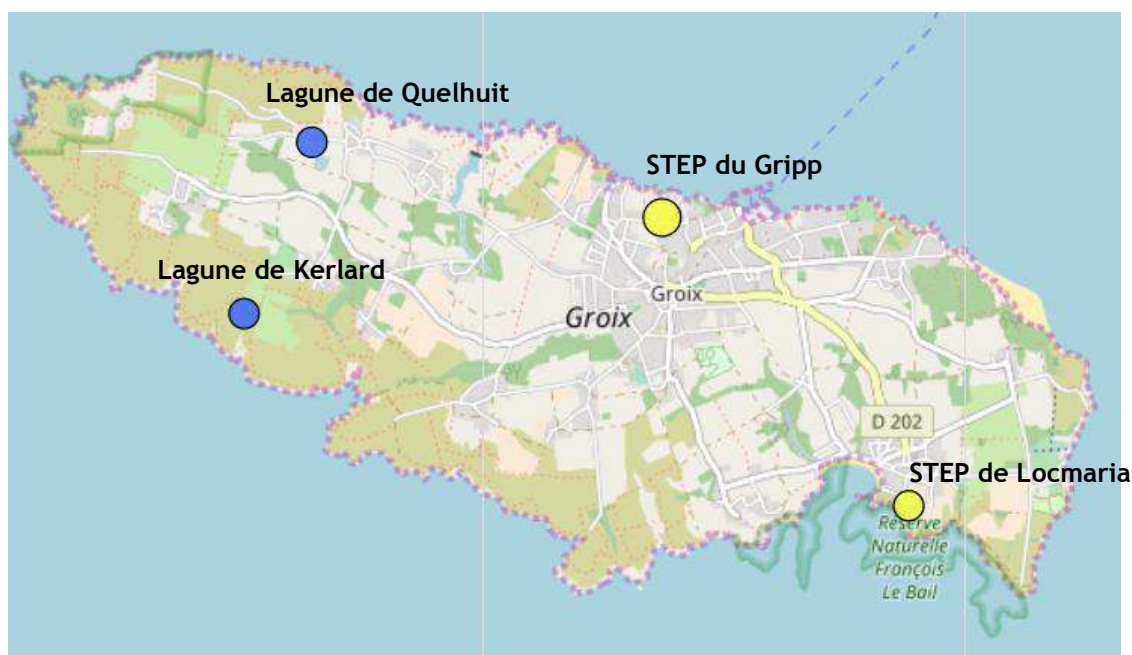 Lagune de Quelhuit
STEP du Gripp
Lagune de Kerlard
Groix
Groix
D 202
STEP de Locmaria
Réserve
Naturelle
François
Le Bail